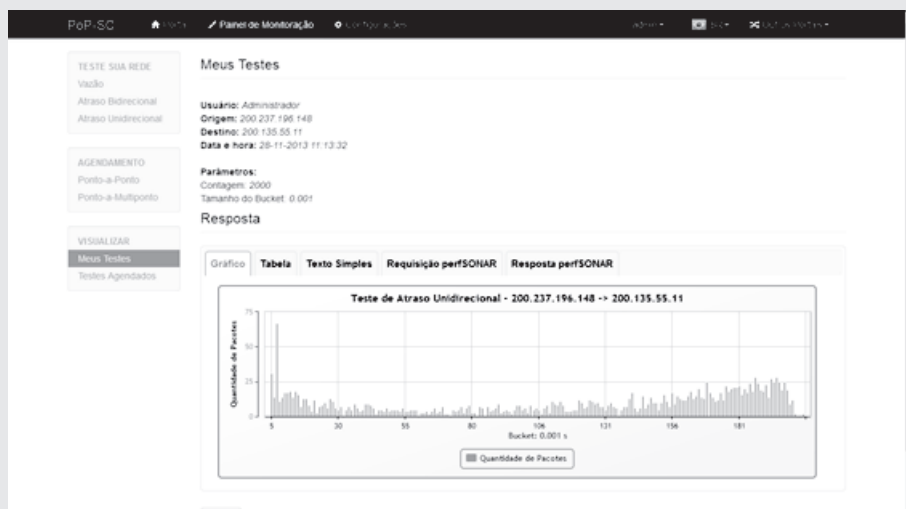 PoP-SC
Painel de Monitoração
TESTE SUA REDE
Vazão
Atraso Bidirecional
Atraso Unidirecional
AGENDAMENTO
Ponto-a-Ponto
Ponto-a-Multiponto
VISUALIZAR
Meus Testes
Testes Agendados
Meus Testes
Usuário: Administrador
Origem: 200.237.196.148
Destino: 200.135.55.11
Data e hora: 28-11-2013 11:13:32
Parâmetros:
Contagem: 2000
Tamanho do Bucket: 0.001
Resposta
Gráfico Tabela Texto Simples Requisição perfSONAR Resposta perfSONAR
Teste de Atraso Unidirecional - 200.237.196.148 -> 200.135.55.11
Quantidade de Pacotes
75
50
25
0
5 30 55 80 106 131 156 181
Bucket: 0.001 s
Quantidade de Pacotes